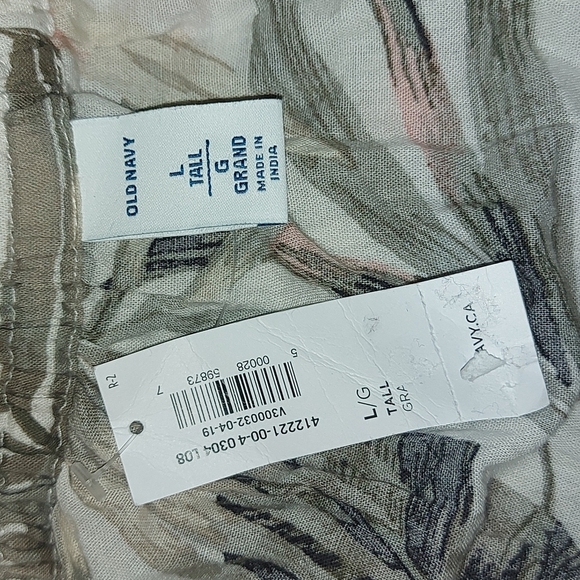 OLD NAVY
L
TALL
G
GRAND
MADE IN
INDIA
R-Z
5
00028
59873
7
V300032-04-19
412221-00-4 0304 L08
L/G
TALL
GRA
AVY.CA